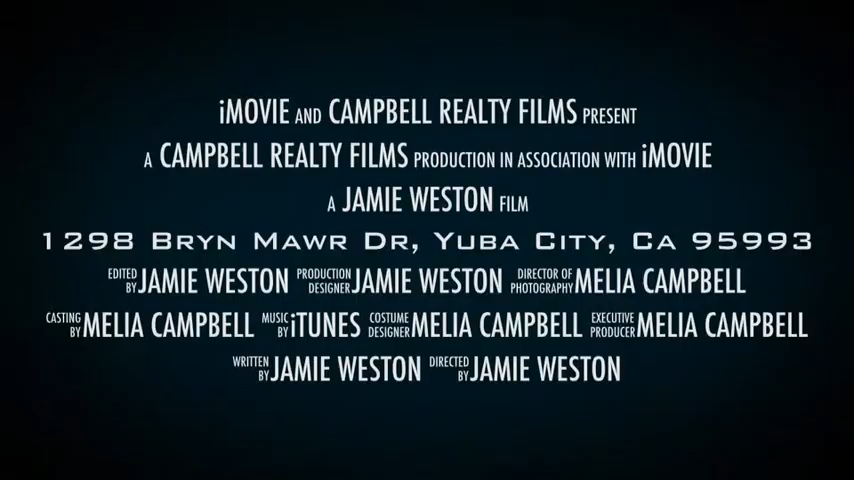 iMOVIE AND CAMPBELL REALTY FILMS PRESENT
A CAMPBELL REALTY FILMS PRODUCTION IN ASSOCIATION WITH iMOVIE
A JAMIE WESTON FILM
1298 BRYN MAWR DR, YUBA CITY, CA 95993
EDITED BY JAMIE WESTON PRODUCTION DESIGNER JAMIE WESTON DIRECTOR OF PHOTOGRAPHY MELIA CAMPBELL
CASTING BY MELIA CAMPBELL MUSIC BY iTUNES COSTUME DESIGNER MELIA CAMPBELL EXECUTIVE PRODUCER MELIA CAMPBELL
WRITTEN BY JAMIE WESTON DIRECTED BY JAMIE WESTON